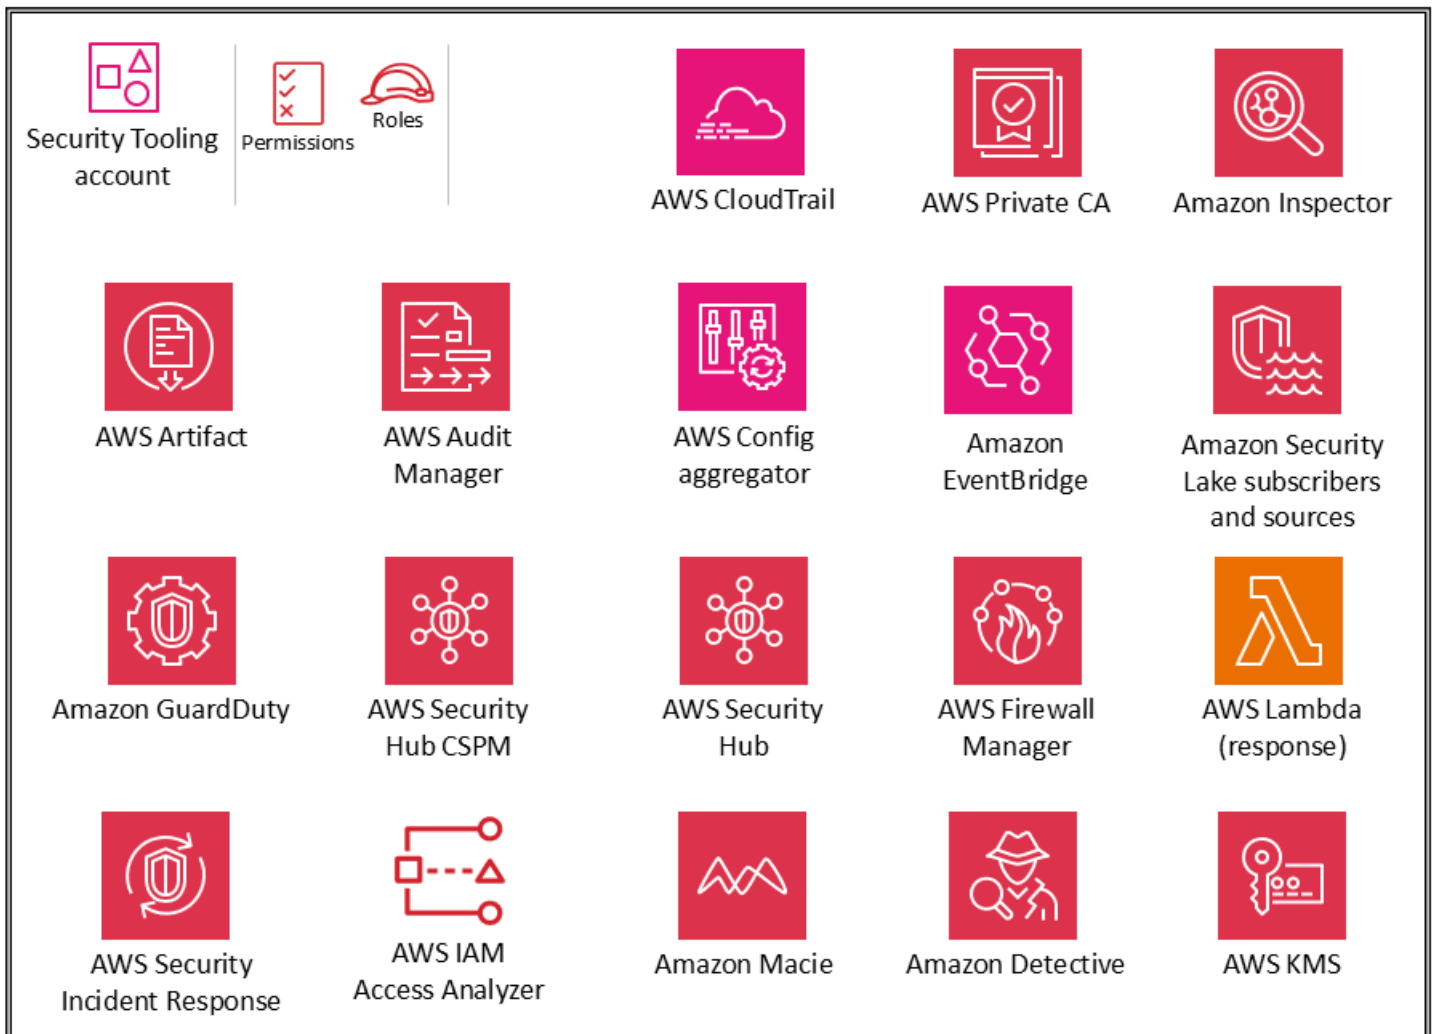 Security Tooling
account
Permissions
Roles
AWS CloudTrail
AWS Private CA
Amazon Inspector
AWS Artifact
AWS Audit
Manager
AWS Config
aggregator
Amazon
EventBridge
Amazon Security
Lake subscribers
and sources
Amazon GuardDuty
AWS Security
Hub CSPM
AWS Security
Hub
AWS Firewall
Manager
AWS Lambda
(response)
AWS Security
Incident Response
AWS IAM
Access Analyzer
Amazon Macie
Amazon Detective
AWS KMS